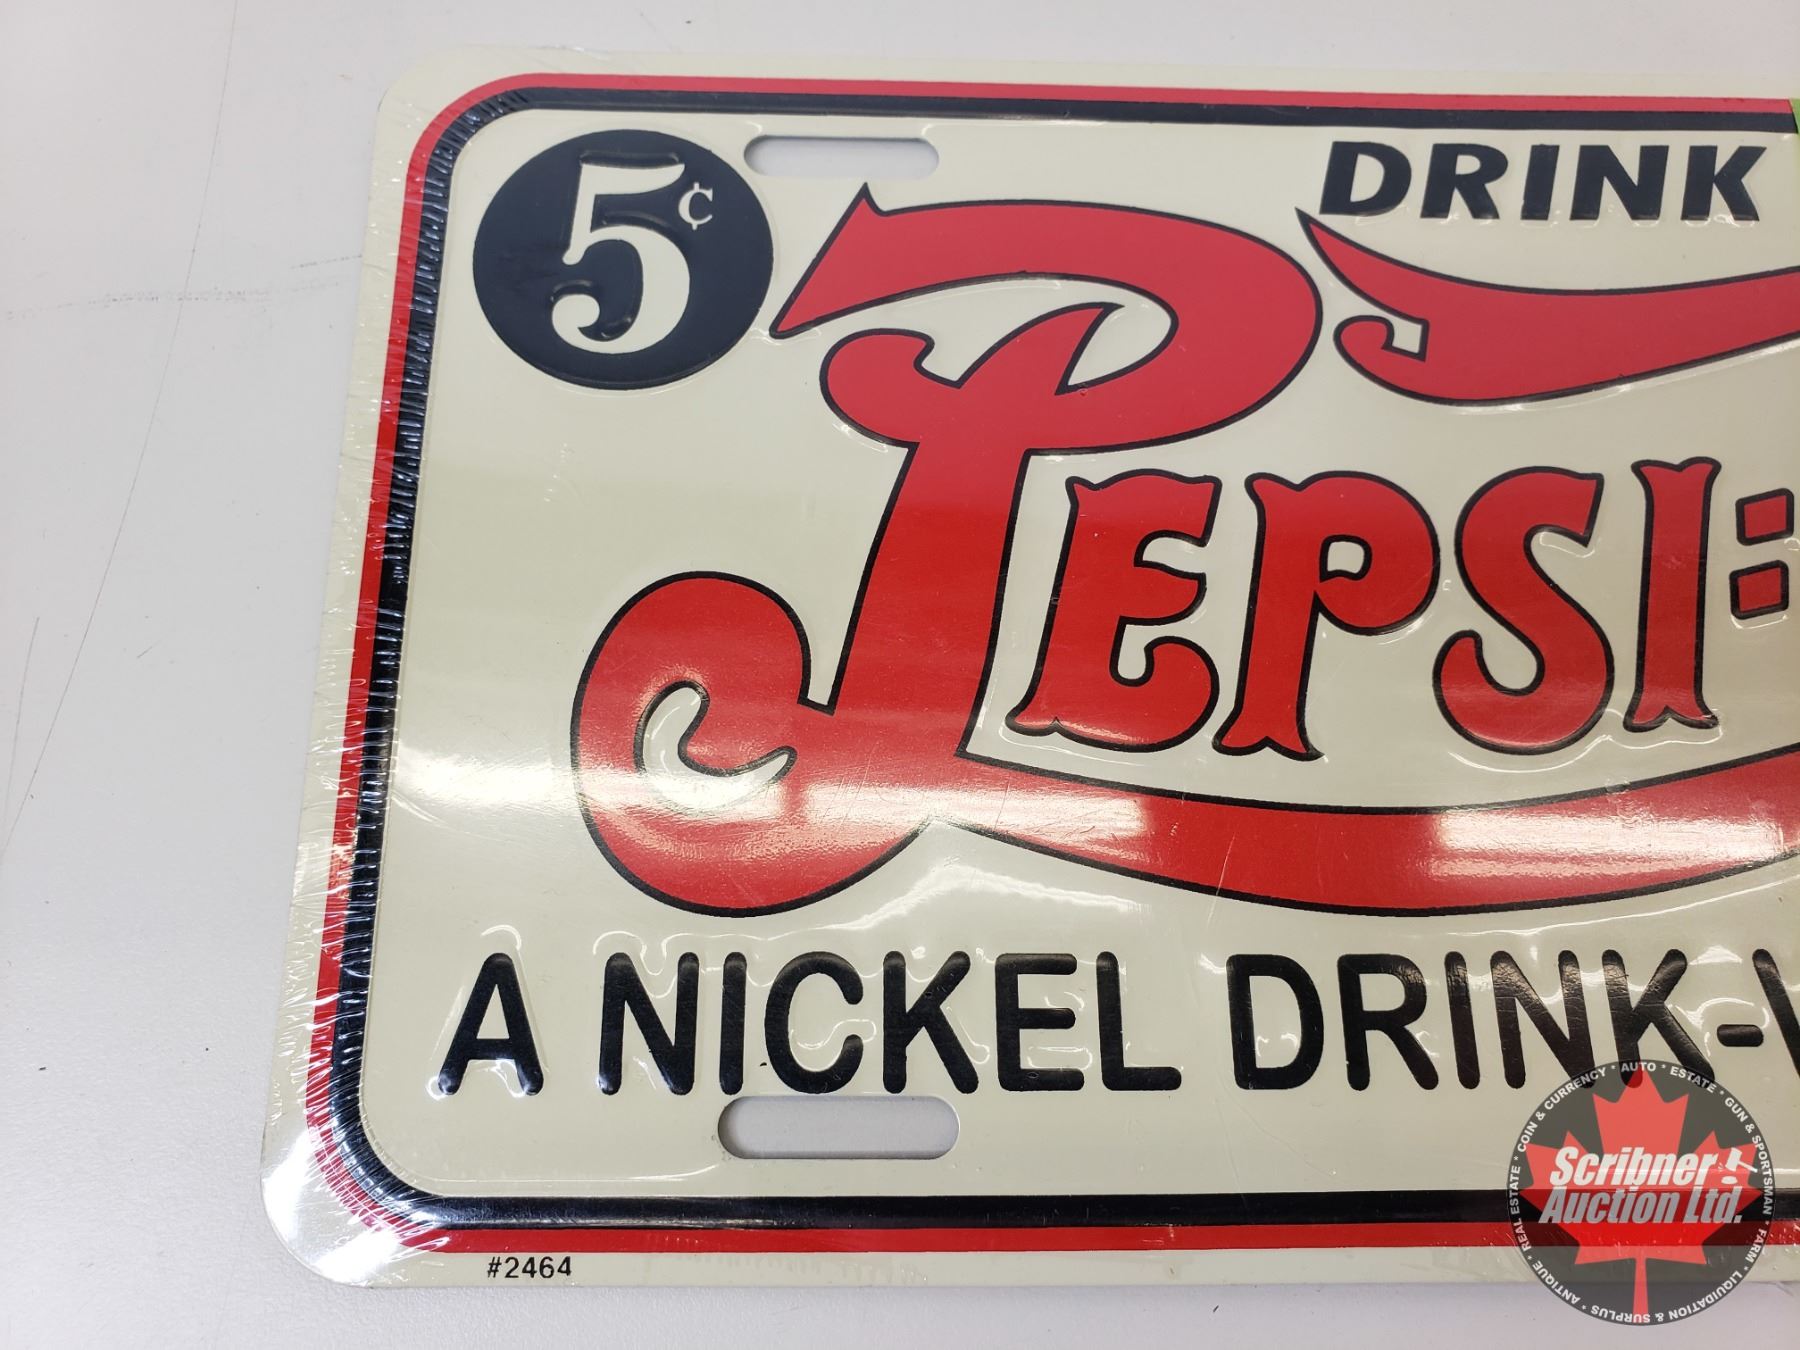 5¢
DRINK
PEPSI:
A NICKEL DRINK-
#2464
Scribner
Auction Ltd.
REAL ESTATE * COIN & CURRENCY * AUTO * ESTATE * GUN & SPORTSMAN * FARM * LIQUIDATION & SURPLUS * ANTIQUE *